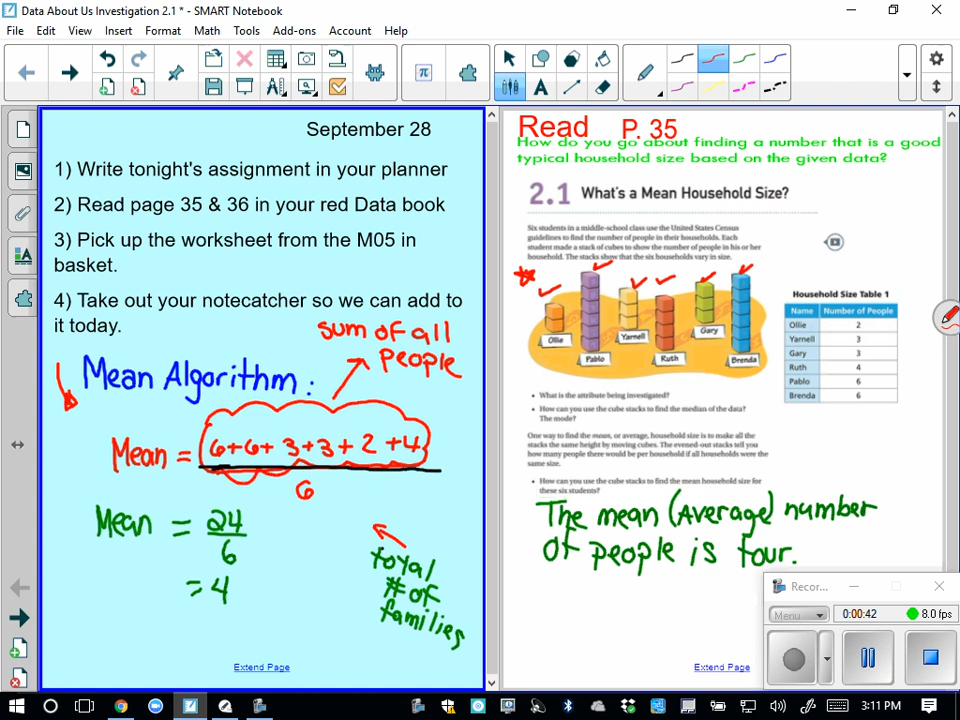 Data About Us Investigation 2.1 * - SMART Notebook
File Edit View Insert Format Math Tools Add-ons Account Help
September 28
1) Write tonight's assignment in your planner
2) Read page 35 & 36 in your red Data book
3) Pick up the worksheet from the M05 in
basket.
4) Take out your notecatcher so we can add to
it today.
sum of all
people
Mean Algorithm:
Mean = 6+6+3+3+2+4
6
Mean = 24
6
= 4
total
# of
families
Extend Page
Read P. 35
How do you go about finding a number that is a good
typical household size based on the given data?
2.1 What's a Mean Household Size?
Six students in a middle-school class use the United States Census
guidelines to find the number of people in their households. Each
student made a stack of cubes to show the number of people in his or her
household. The stacks show that the six households vary in size.
Ollie
Pablo
Yarnell
Ruth
Gary
Brenda
Household Size Table 1
Name Number of People
Ollie 2
Yarnell 3
Gary 3
Ruth 4
Pablo 6
Brenda 6
• What is the attribute being investigated?
• How can you use the cube stacks to find the median of the data?
The mode?
One way to find the mean, or average, household size is to make all the
stacks the same height by moving cubes. The evened-out stacks tell you
how many people there would be per household if all households were the
same size.
• How can you use the cube stacks to find the mean household size for
these six students?
The mean (Average) number
of people is four.
Extend Page
Recor...
Menu 0:00:42 8.0 fps
3:11 PM